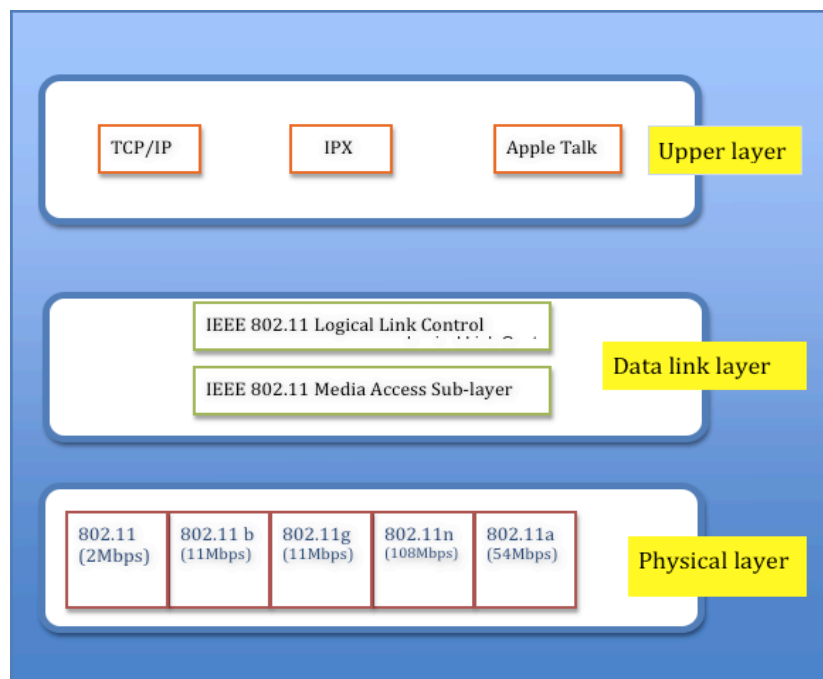 TCP/IP
IPX
Apple Talk
Upper layer
IEEE 802.11 Logical Link Control
IEEE 802.11 Media Access Sub-layer
Data link layer
802.11
(2Mbps)
802.11 b
(11Mbps)
802.11g
(11Mbps)
802.11n
(108Mbps)
802.11a
(54Mbps)
Physical layer